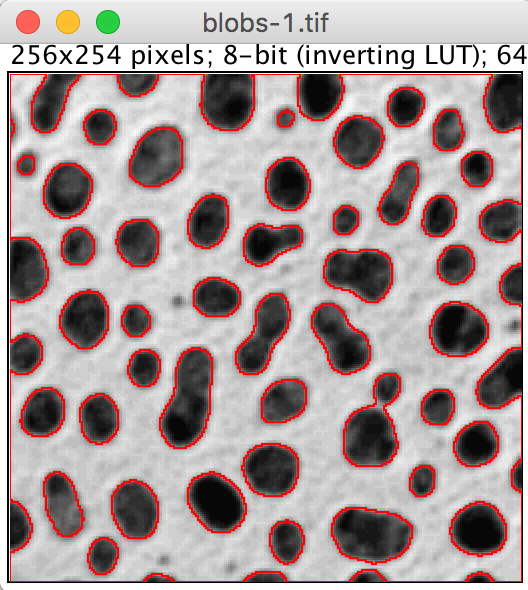 blobs-1.tif
256x254 pixels; 8-bit (inverting LUT); 64